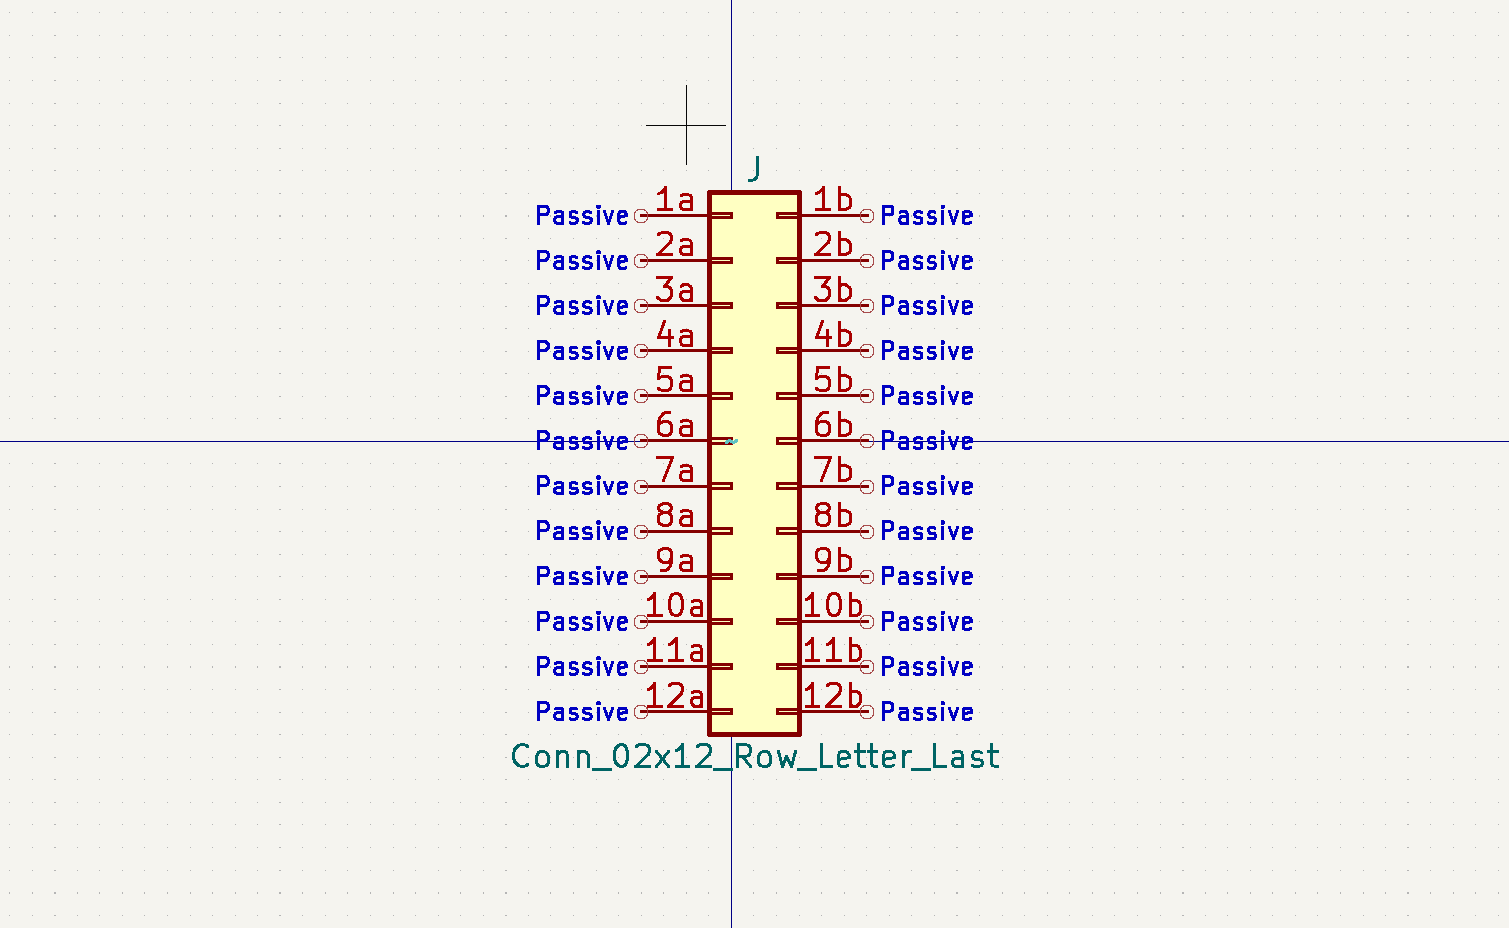 J
Passive 1a 1b Passive
Passive 2a 2b Passive
Passive 3a 3b Passive
Passive 4a 4b Passive
Passive 5a 5b Passive
Passive 6a 6b Passive
Passive 7a 7b Passive
Passive 8a 8b Passive
Passive 9a 9b Passive
Passive 10a 10b Passive
Passive 11a 11b Passive
Passive 12a 12b Passive
Conn_02x12_Row_Letter_Last